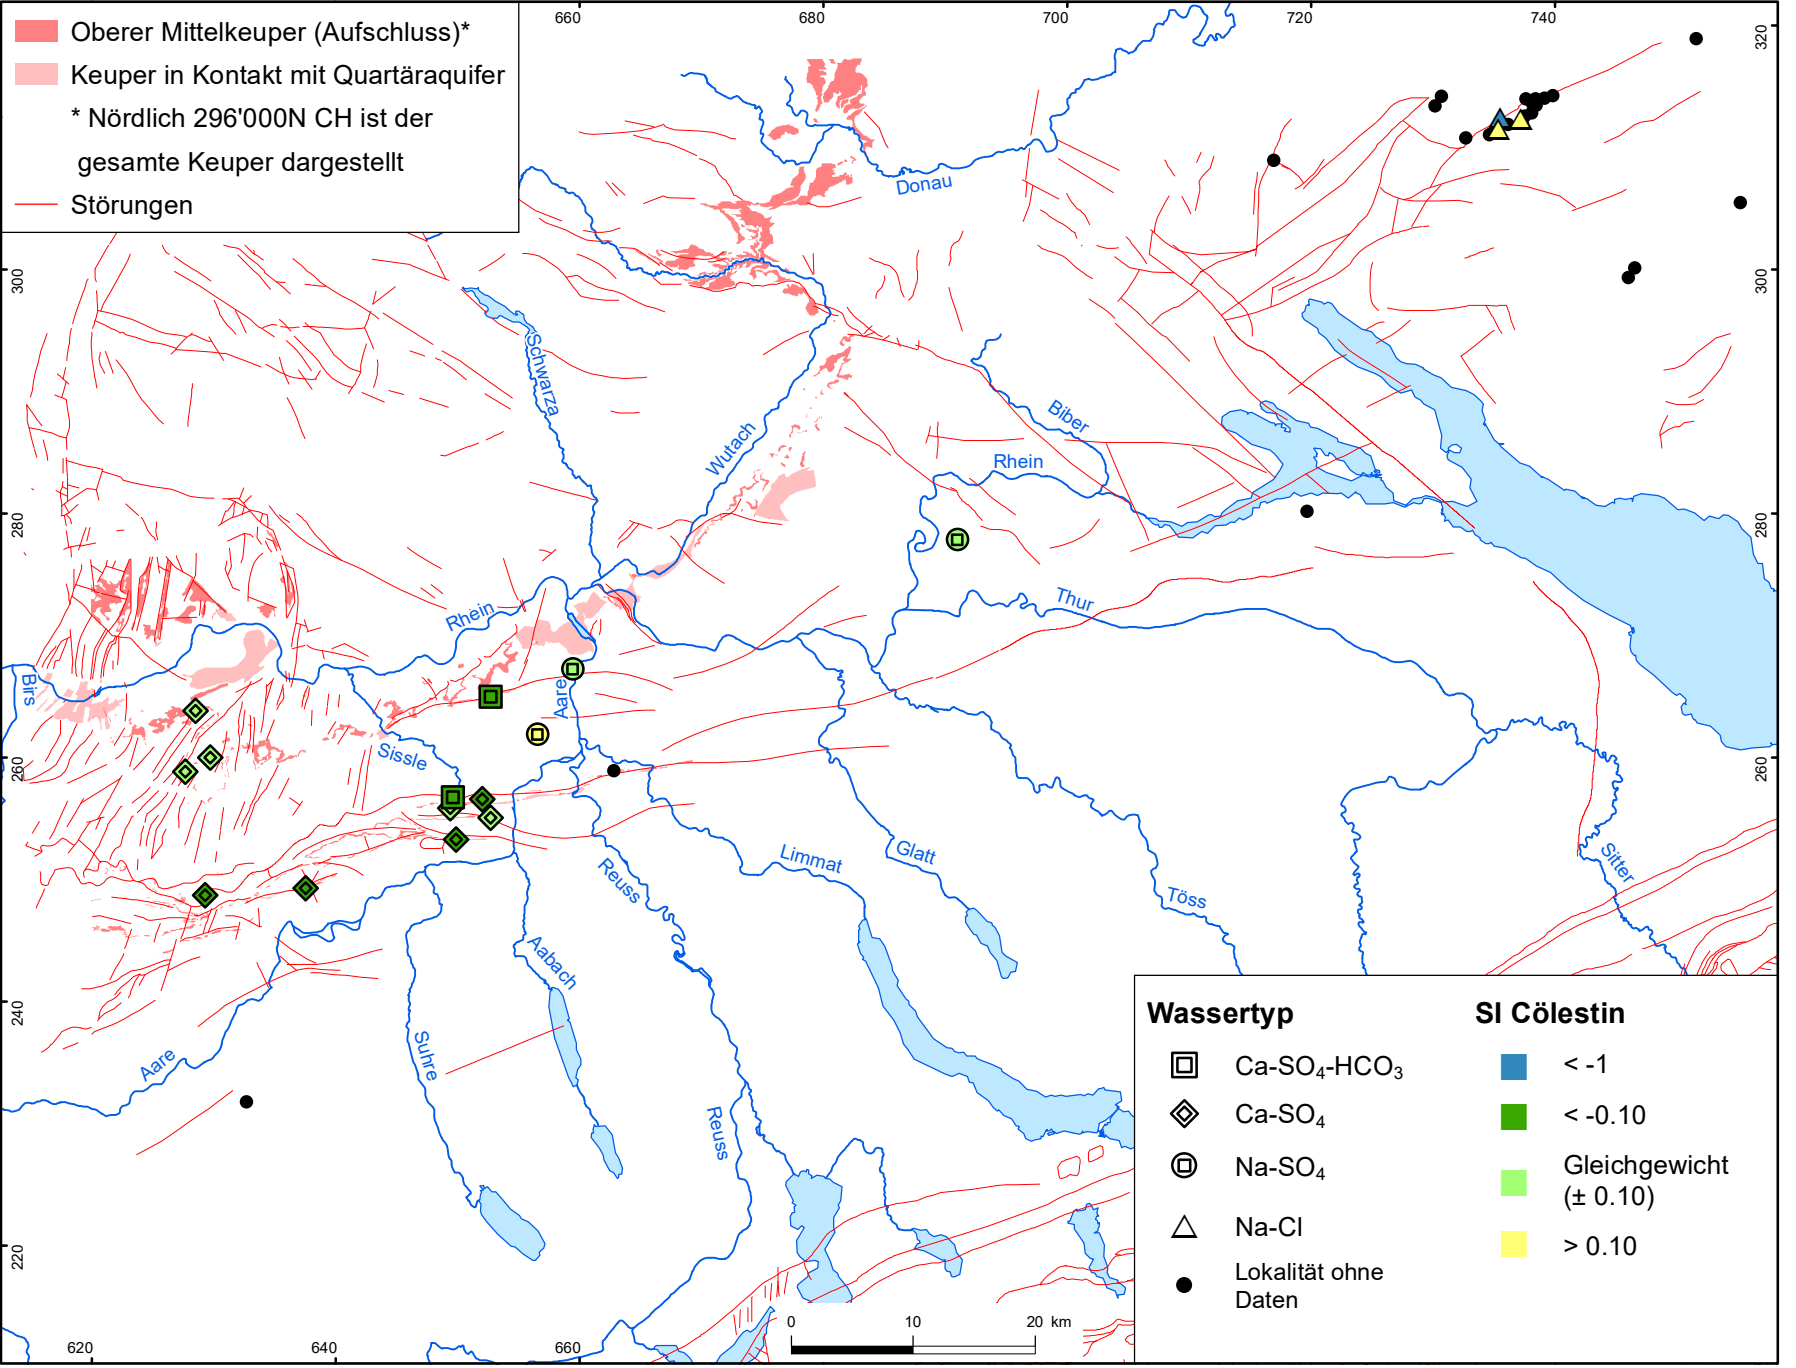 660
680
700
720
740
Oberer Mittelkeuper (Aufschluss)*
Keuper in Kontakt mit Quartäraquifer
* Nördlich 296'000N CH ist der
gesamte Keuper dargestellt
Störungen
320
Donau
300
300
Schwarza
Wutach
Biber
Rhein
280
280
Rhein
Thur
Birs
Aare
Sissle
260
260
Reuss
Limmat
Glatt
Töss
Sitter
Aabach
240
Suhre
Aare
Reuss
220
Wassertyp
Ca-SO4-HCO3
Ca-SO4
Na-SO4
Na-Cl
Lokalität ohne
Daten
SI Cölestin
< -1
< -0.10
Gleichgewicht
(± 0.10)
> 0.10
0 10 20 km
620
640
660